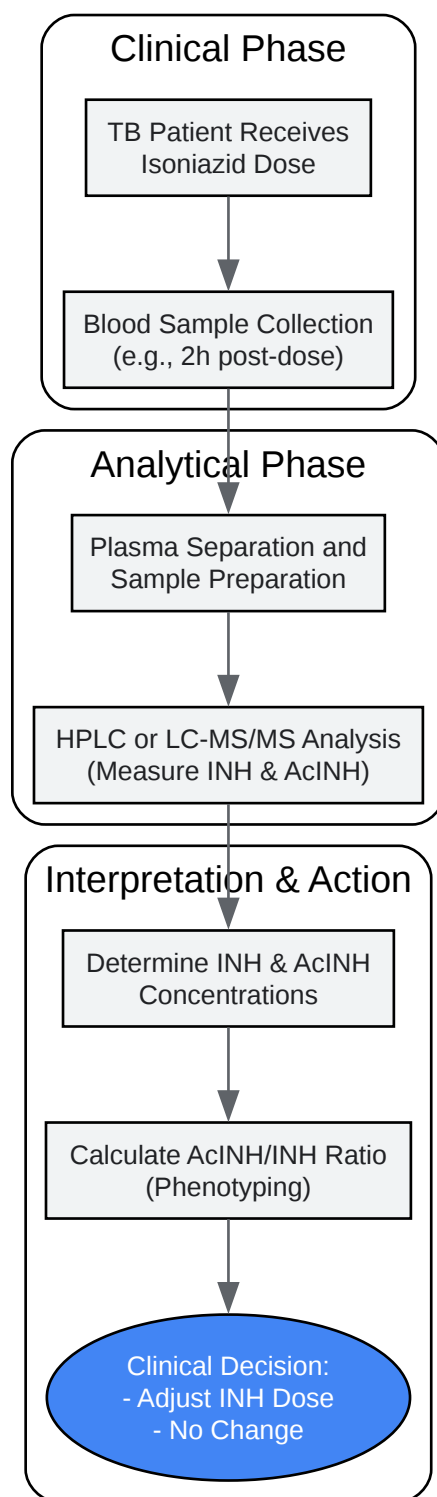 Clinical Phase
TB Patient Receives
Isoniazid Dose
Blood Sample Collection
(e.g., 2h post-dose)
Analytical Phase
Plasma Separation and
Sample Preparation
HPLC or LC-MS/MS Analysis
(Measure INH & AcINH)
Interpretation & Action
Determine INH & AcINH
Concentrations
Calculate AcINH/INH Ratio
(Phenotyping)
Clinical Decision:
- Adjust INH Dose
- No Change